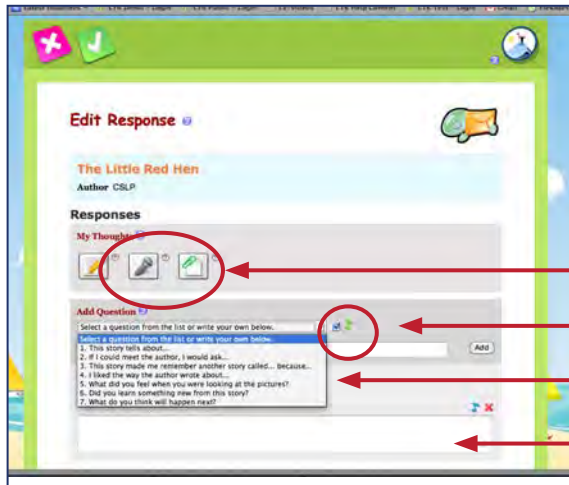 Edit Response
The Little Red Hen
Author CSLP
Responses
My Thoughts
Add Question
Select a question from the list or write your own below.
Select a question from the list or write your own below.
1. This story tells about...
2. If I could meet the author, I would ask...
3. This story made me remember another story called... because...
4. I liked the way the author wrote about...
5. What did you feel when you were looking at the pictures?
6. Did you learn something new from this story?
7. What do you think will happen next?
Add